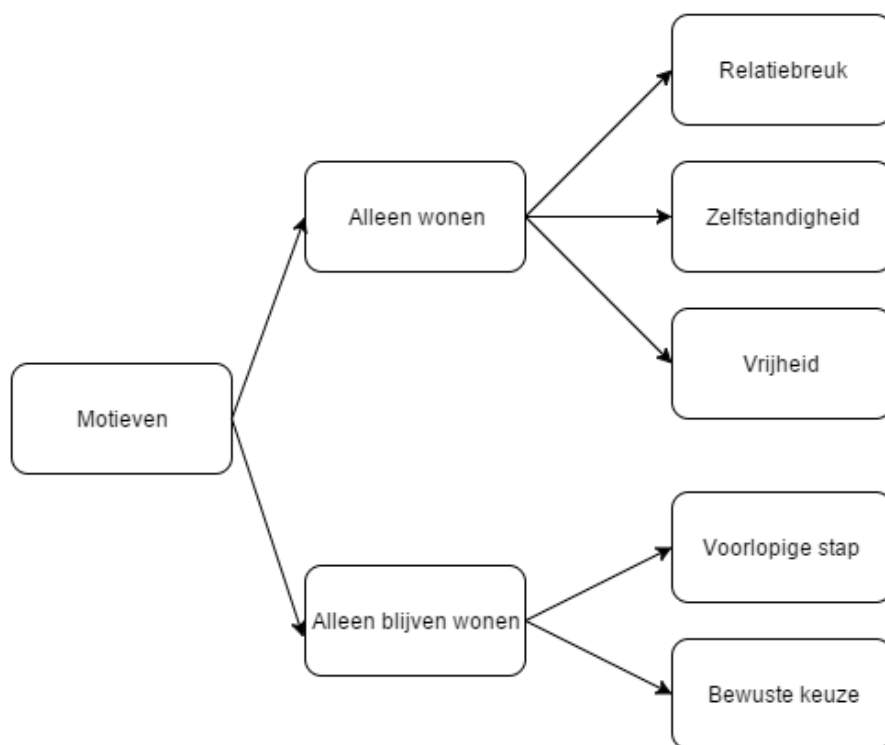 Relatiebreuk
Alleen wonen
Zelfstandigheid
Vrijheid
Motieven
Voorlopige stap
Alleen blijven wonen
Bewuste keuze